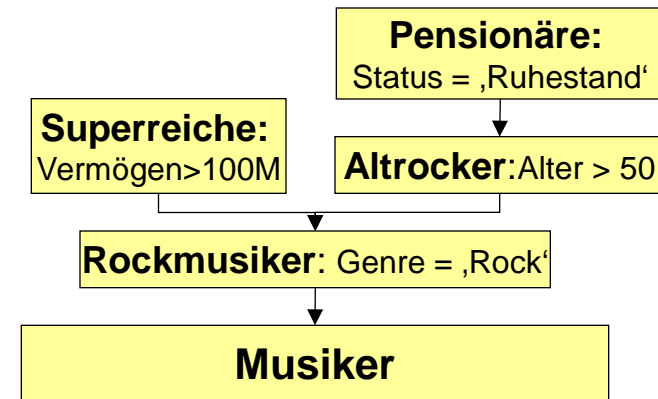 Pensionäre:
Status = ‚Ruhestand‘
Superreiche:
Vermögen>100M
Altrocker:Alter > 50
Rockmusiker: Genre = ‚Rock‘
Musiker